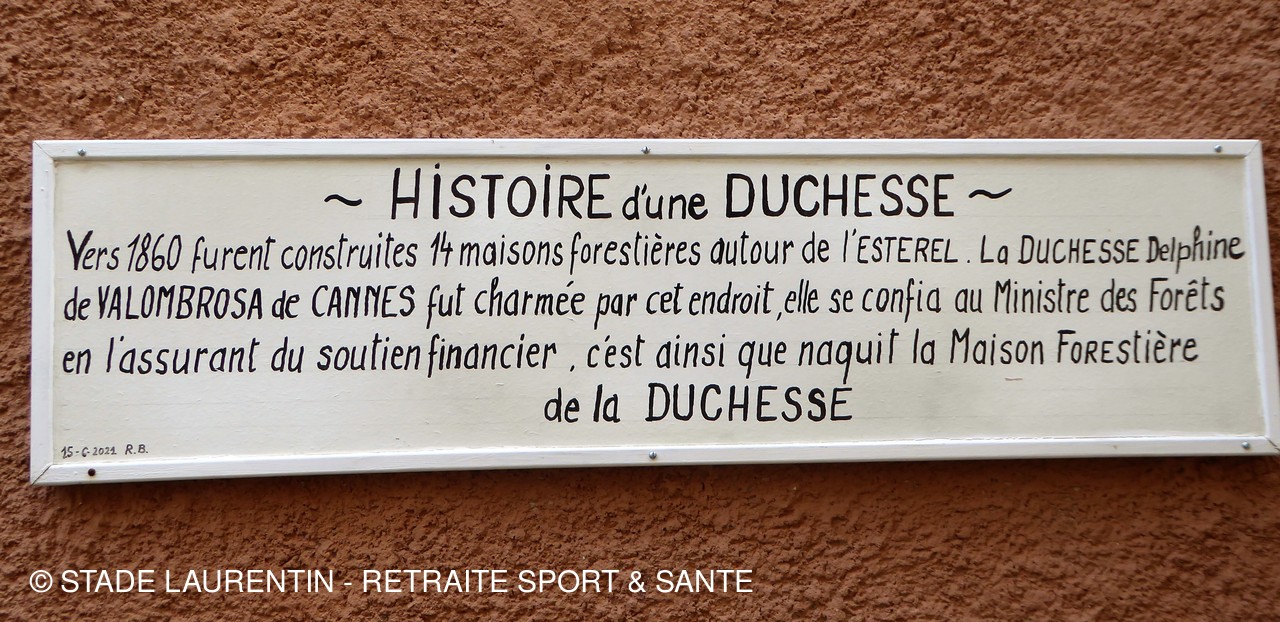 ~ HiSTOiRE d'une DUCHESSE ~
Vers 1860 furent construites 14 maisons forestières autour de l'ESTEREL. La DUCHESSE Delphine
de VALOMBROSA de CANNES fut charmée par cet endroit, elle se confia au Ministre des Forêts
en l'assurant du soutien financier, c'est ainsi que naquit la Maison FORESTière
de la DUCHESSE
15-6-2021 R.B.
© STADE LAURENTIN - RETRAITE SPORT & SANTE